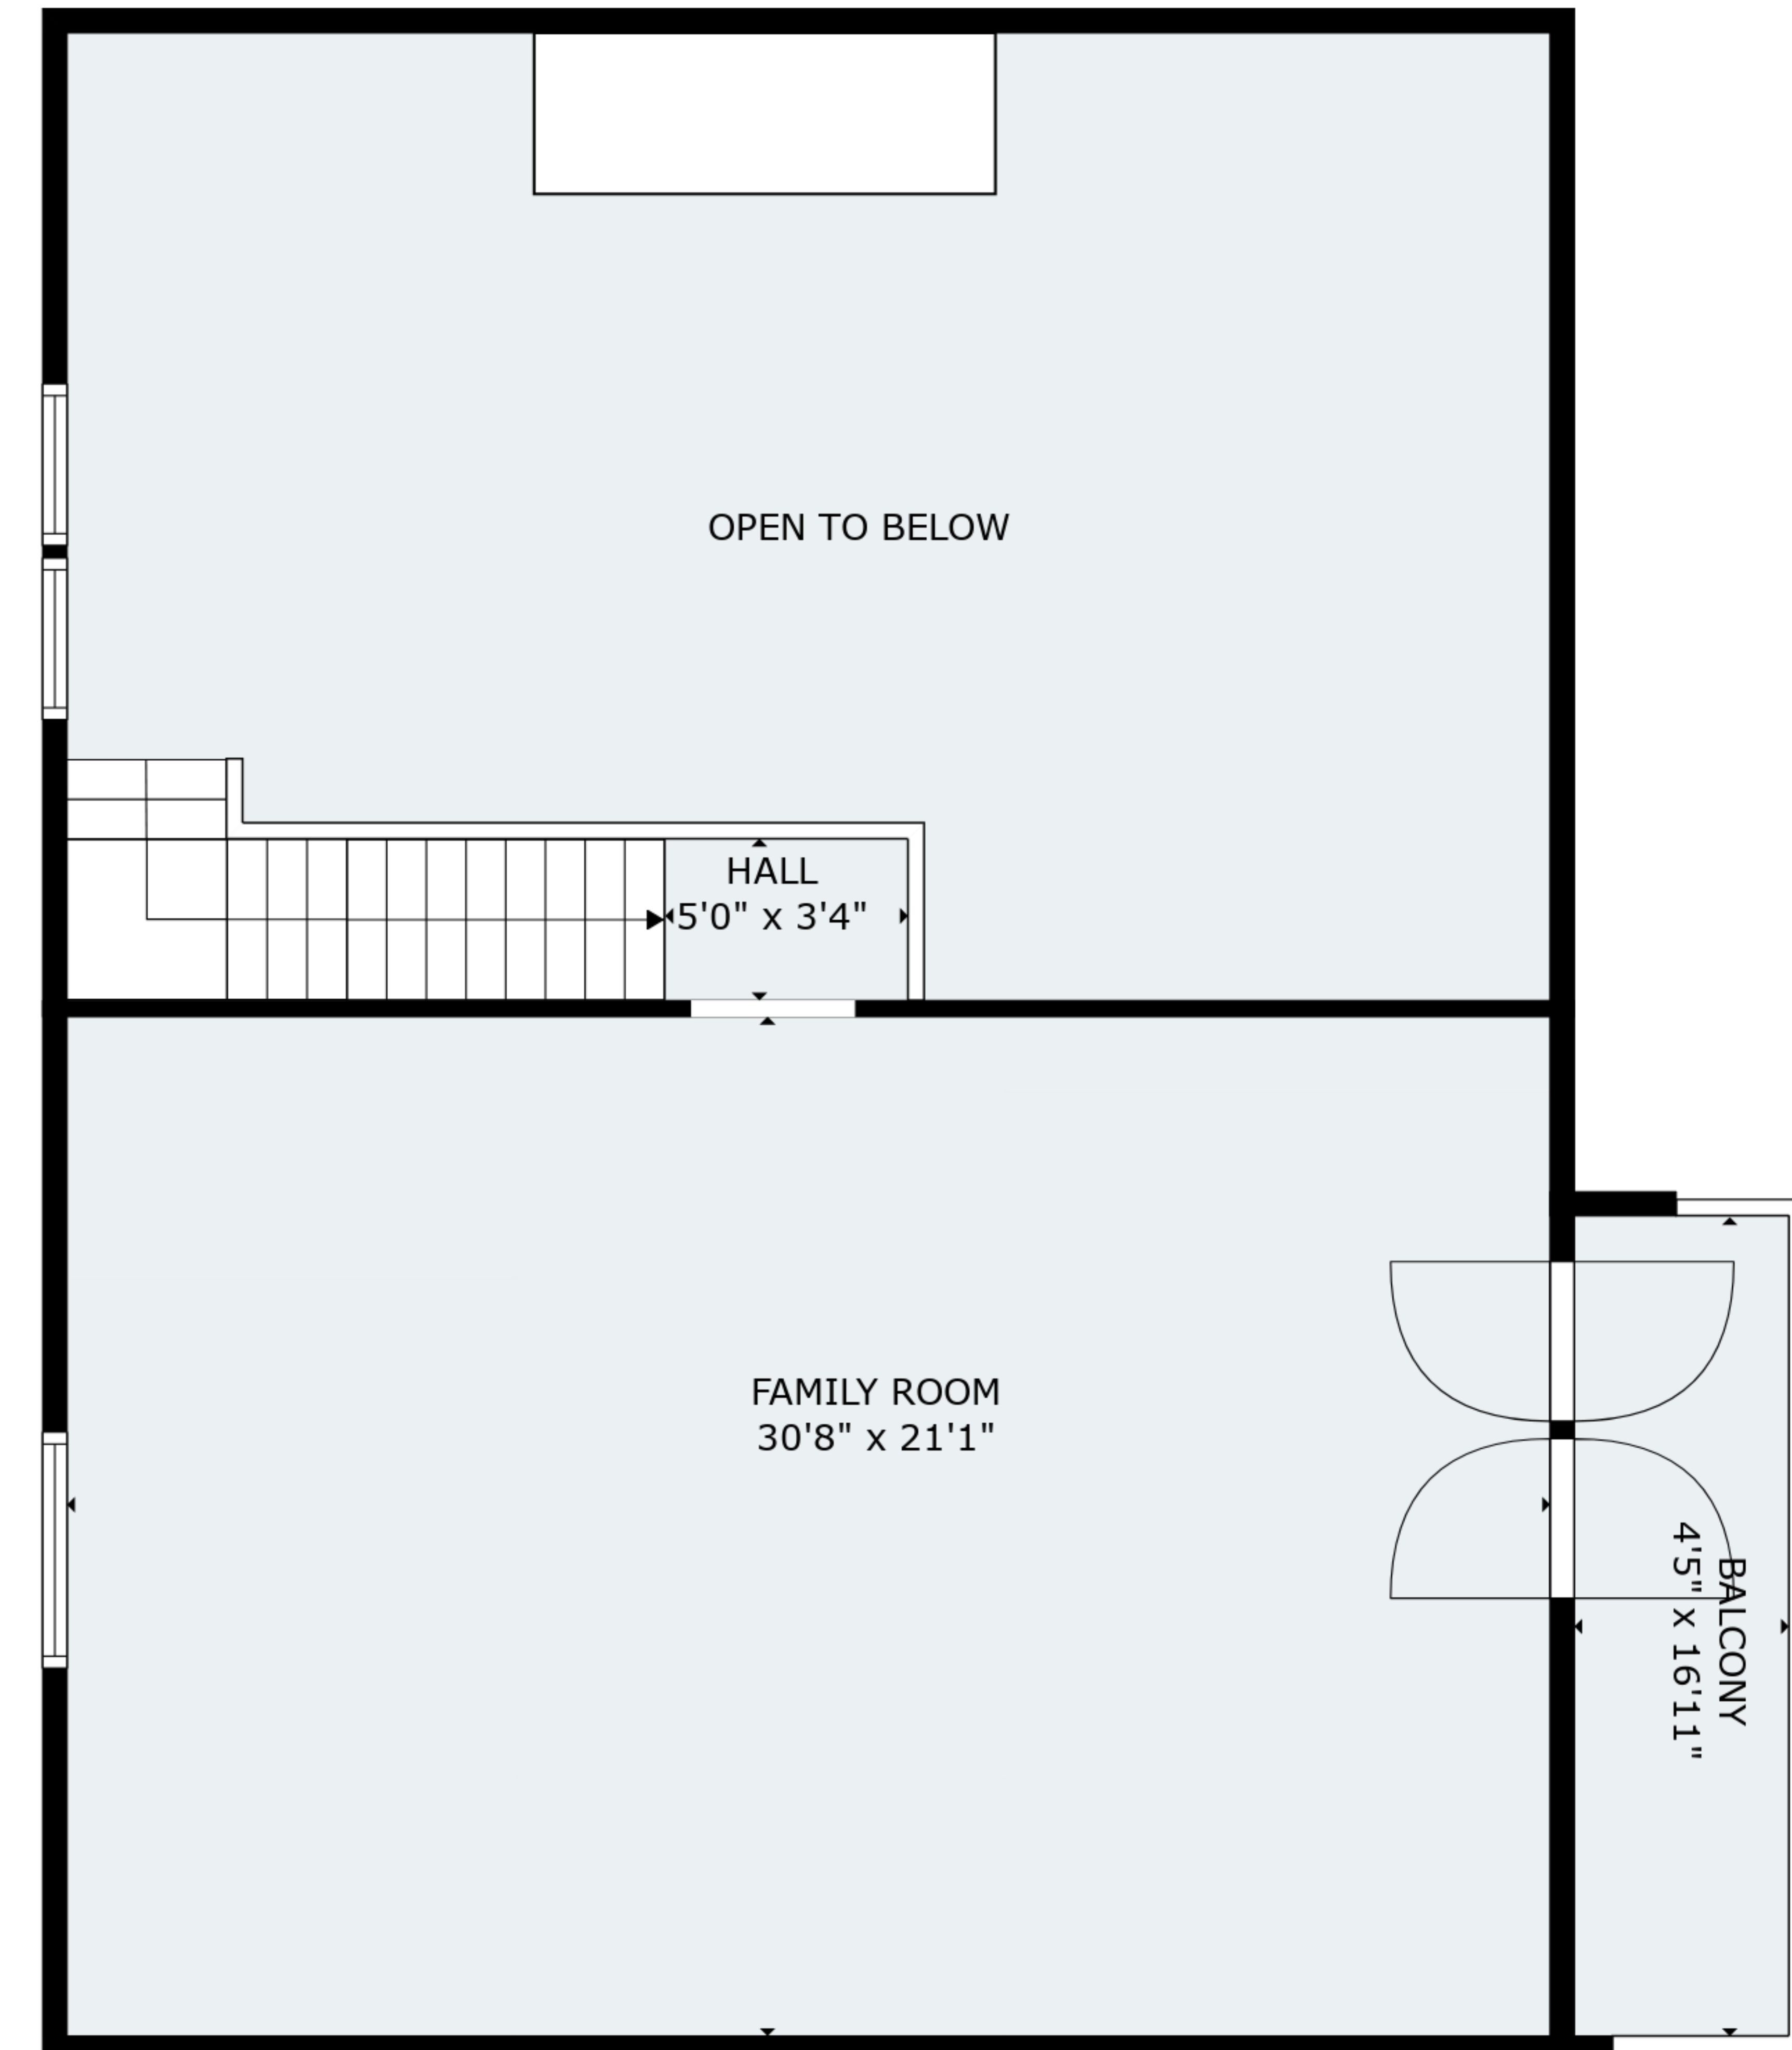 OPEN TO BELOW
HALL
5'0" x 3'4"
FAMILY ROOM
30'8" x 21'1"
BALCONY
4'5" x 16'11"